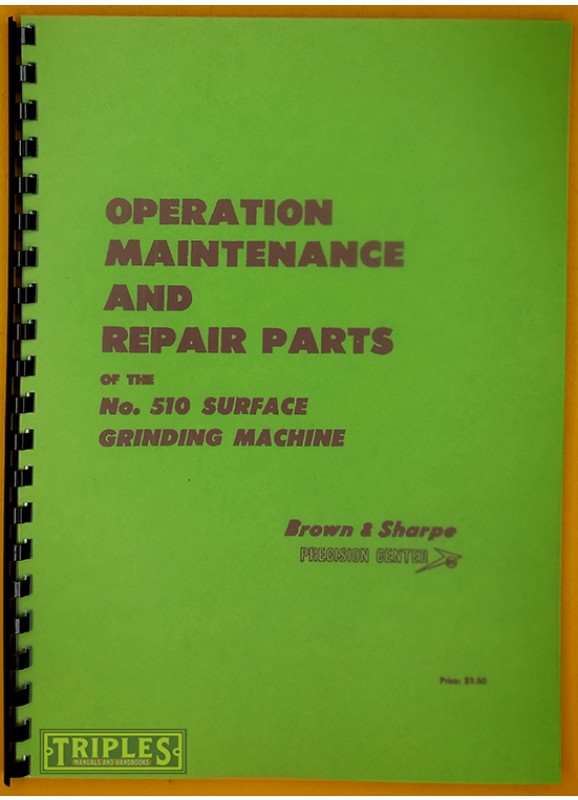 OPERATION
MAINTENANCE
AND
REPAIR PARTS
OF THE
No. 510 SURFACE
GRINDING MACHINE
Brown & Sharpe
PRECISION CENTER
Price: $3.50
TRIPLES
MANUALS AND HANDBOOKS